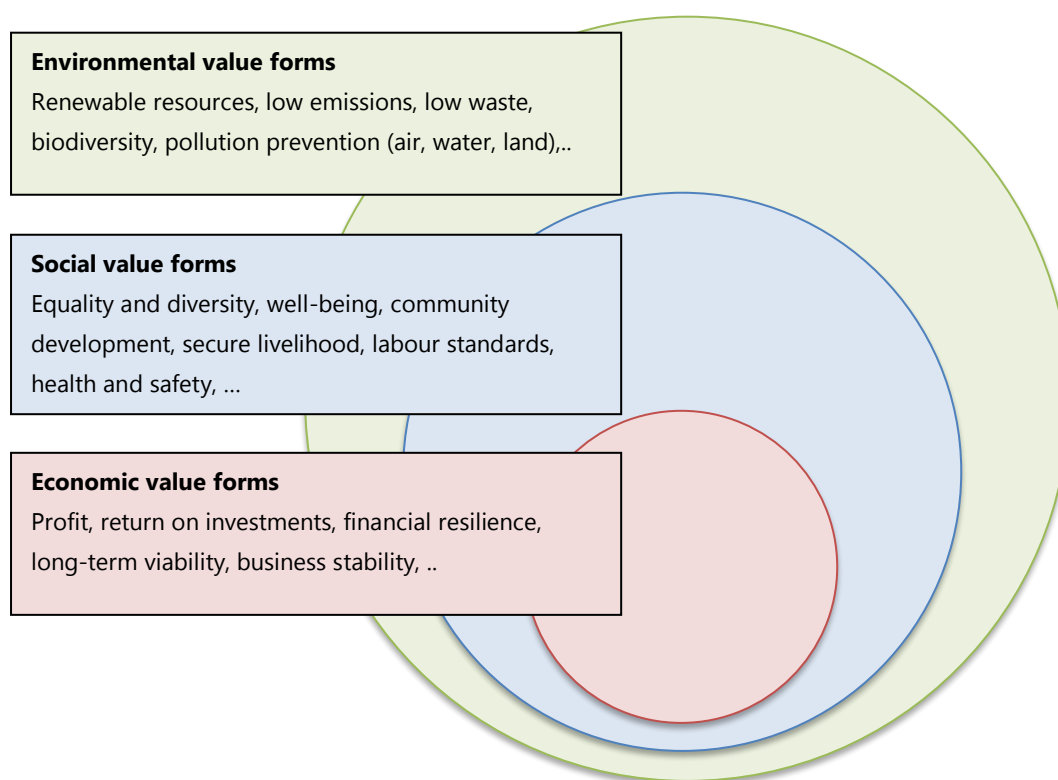 Environmental value forms
Renewable resources, low emissions, low waste,
biodiversity, pollution prevention (air, water, land),..
Social value forms
Equality and diversity, well-being, community
development, secure livelihood, labour standards,
health and safety, ...
Economic value forms
Profit, return on investments, financial resilience,
long-term viability, business stability, ..